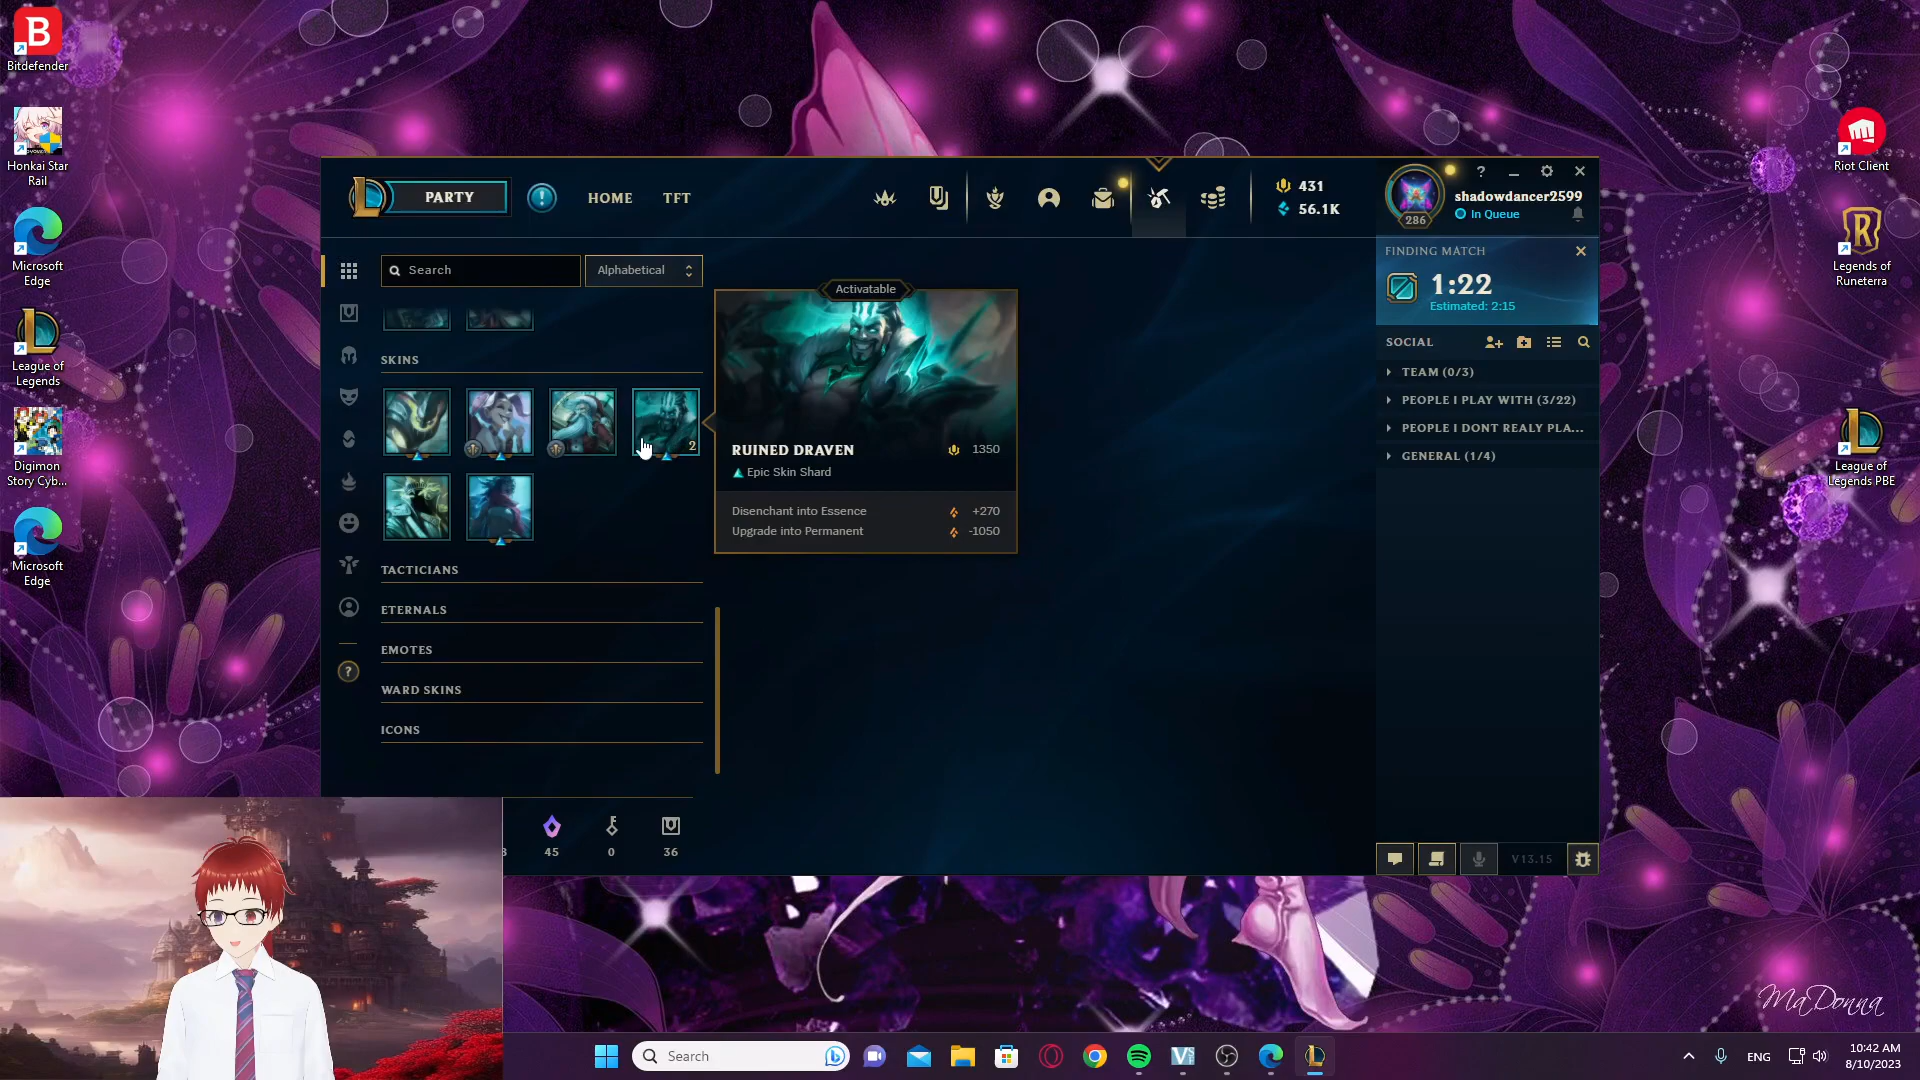 Bitdefender
Honkai Star
Rail
Microsoft
Edge
League of
Legends
Digimon
Story Cyb...
Microsoft
Edge
PARTY
HOME
TFT
431
56.1K
286
shadowdancer2599
In Queue
FINDING MATCH
1:22
Estimated: 2:15
SOCIAL
TEAM (0/3)
PEOPLE I PLAY WITH (3/22)
PEOPLE I DONT REALY PLA...
GENERAL (1/4)
V13.15
Search
Alphabetical
SKINS
2
TACTICIANS
ETERNALS
EMOTES
WARD SKINS
ICONS
45
0
36
Activatable
RUINED DRAVEN
1350
Epic Skin Shard
Disenchant into Essence +270
Upgrade into Permanent -1050
Riot Client
Legends of
Runeterra
League of
Legends PBE
MaDonna
Search
ENG
10:42 AM
8/10/2023